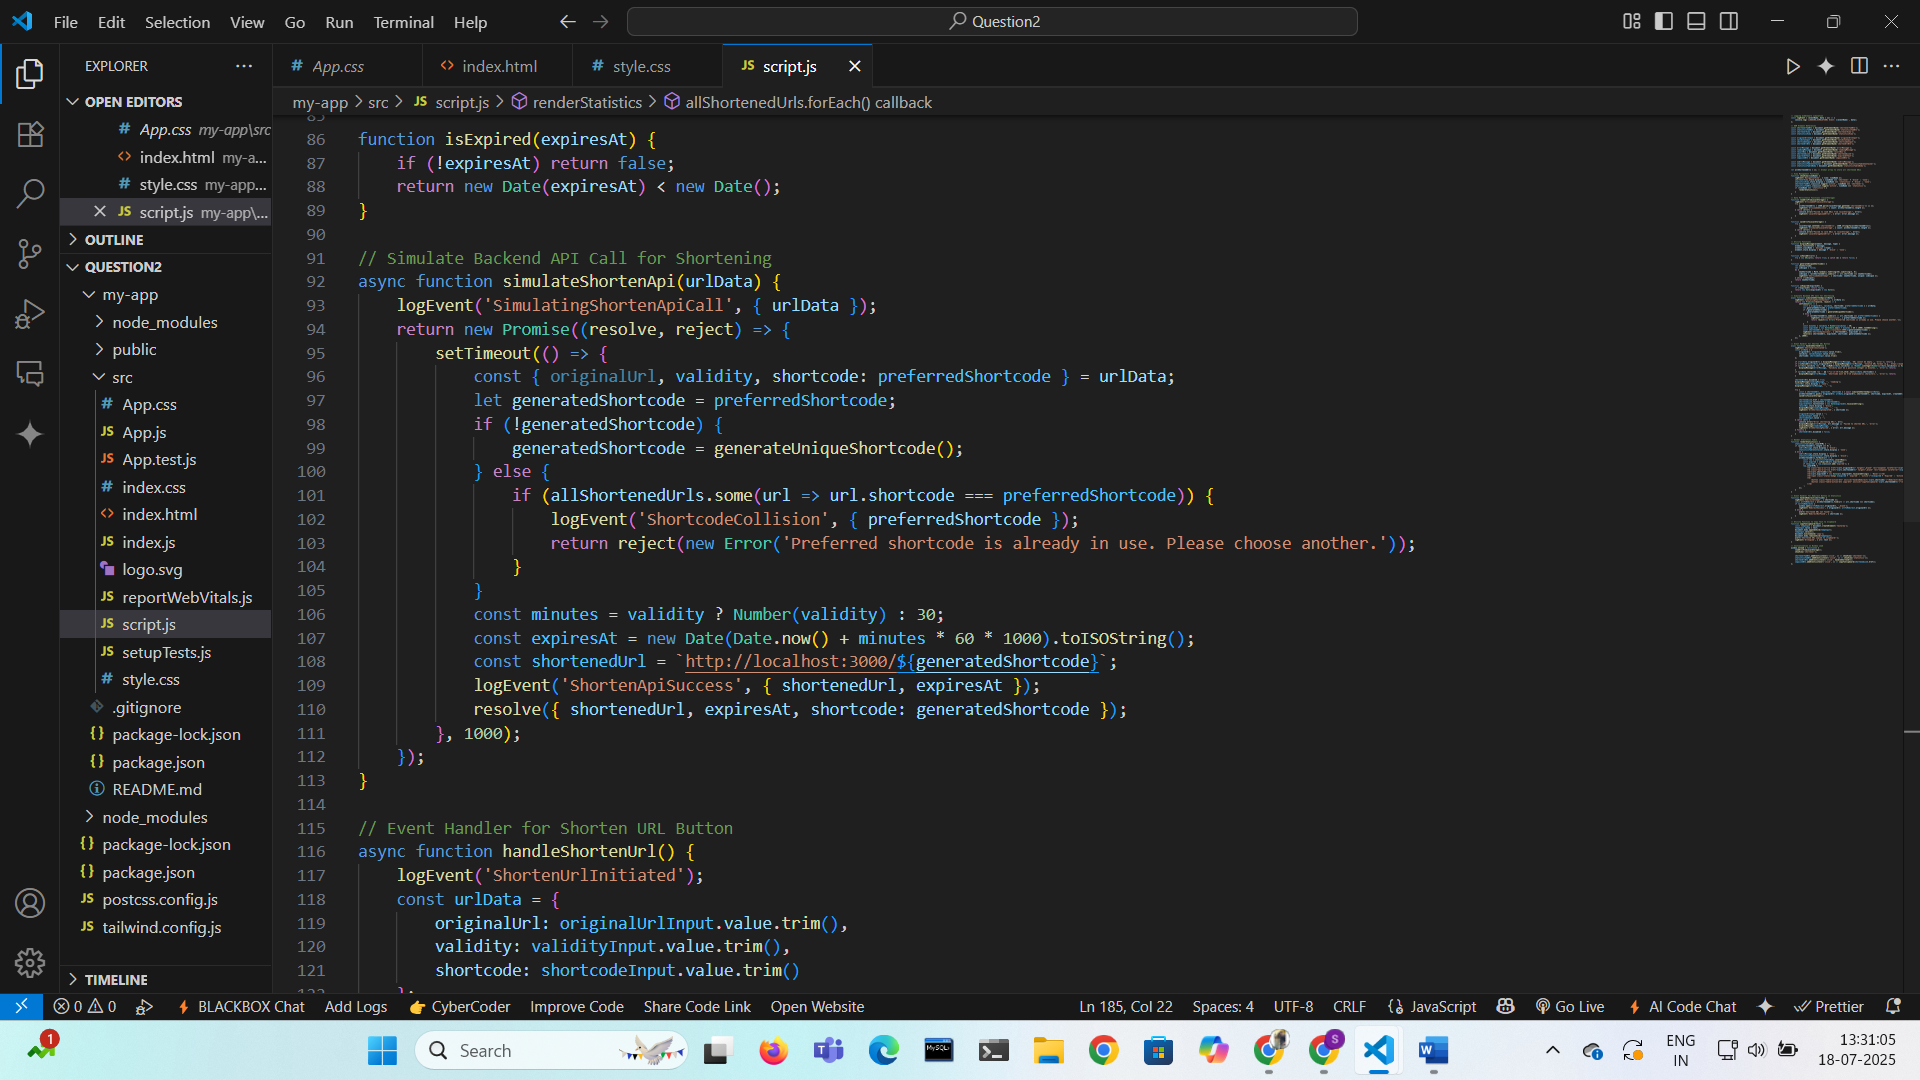 File Edit Selection View Go Run Terminal Help
Question2
EXPLORER
OPEN EDITORS
# App.css my-app\src
<> index.html my-a...
# style.css my-app...
JS script.js my-app\...
OUTLINE
QUESTION2
my-app
node_modules
public
src
# App.css
JS App.js
JS App.test.js
# index.css
<> index.html
JS index.js
logo.svg
JS reportWebVitals.js
JS script.js
JS setupTests.js
# style.css
.gitignore
{} package-lock.json
{} package.json
README.md
node_modules
{} package-lock.json
{} package.json
JS postcss.config.js
JS tailwind.config.js
TIMELINE
# App.css <> index.html # style.css JS script.js
my-app > src > JS script.js > renderStatistics > allShortenedUrls.forEach() callback
85
86 function isExpired(expiresAt) {
87 if (!expiresAt) return false;
88 return new Date(expiresAt) < new Date();
89 }
90
91 // Simulate Backend API Call for Shortening
92 async function simulateShortenApi(urlData) {
93 logEvent('SimulatingShortenApiCall', { urlData });
94 return new Promise((resolve, reject) => {
95 setTimeout(() => {
96 const { originalUrl, validity, shortcode: preferredShortcode } = urlData;
97 let generatedShortcode = preferredShortcode;
98 if (!generatedShortcode) {
99 generatedShortcode = generateUniqueShortcode();
100 } else {
101 if (allShortenedUrls.some(url => url.shortcode === preferredShortcode)) {
102 logEvent('ShortcodeCollision', { preferredShortcode });
103 return reject(new Error('Preferred shortcode is already in use. Please choose another.'));
104 }
105 }
106 const minutes = validity ? Number(validity) : 30;
107 const expiresAt = new Date(Date.now() + minutes * 60 * 1000).toISOString();
108 const shortenedUrl = `http://localhost:3000/${generatedShortcode}`;
109 logEvent('ShortenApiSuccess', { shortenedUrl, expiresAt });
110 resolve({ shortenedUrl, expiresAt, shortcode: generatedShortcode });
111 }, 1000);
112 });
113 }
114
115 // Event Handler for Shorten URL Button
116 async function handleShortenUrl() {
117 logEvent('ShortenUrlInitiated');
118 const urlData = {
119 originalUrl: originalUrlInput.value.trim(),
120 validity: validityInput.value.trim(),
121 shortcode: shortcodeInput.value.trim()
0 0 BLACKBOX Chat Add Logs CyberCoder Improve Code Share Code Link Open Website Ln 185, Col 22 Spaces: 4 UTF-8 CRLF {} JavaScript Go Live AI Code Chat Prettier
1
Search
MySQL
S
W
ENG
IN
13:31:05
18-07-2025